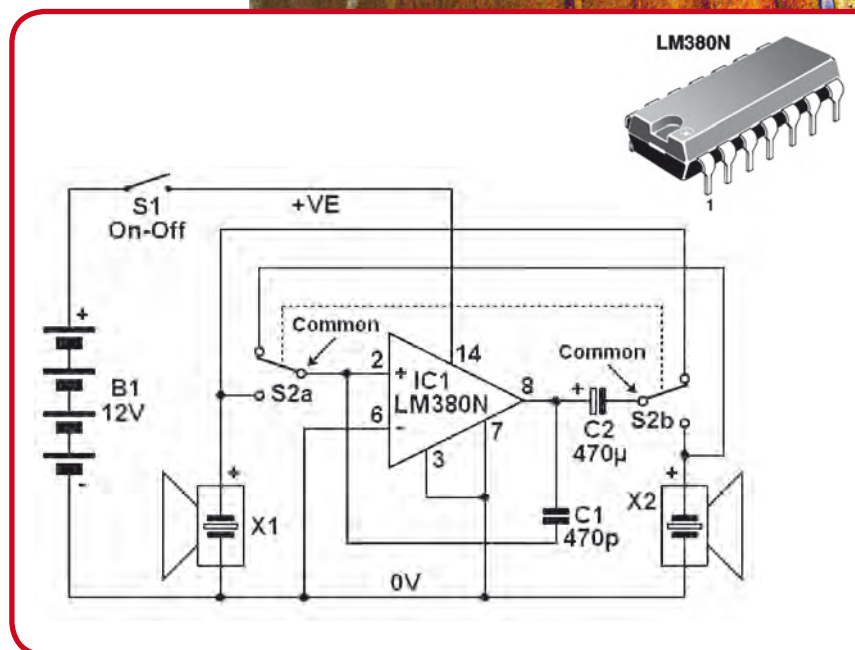 LM380N
1
S1
On-Off
+VE
+
B1
12V
-
Common
S2a
2
+
6
-
IC1
LM380N
14
3
7
8
+
C2
470µ
Common
S2b
C1
470p
+
X1
+
X2
0V